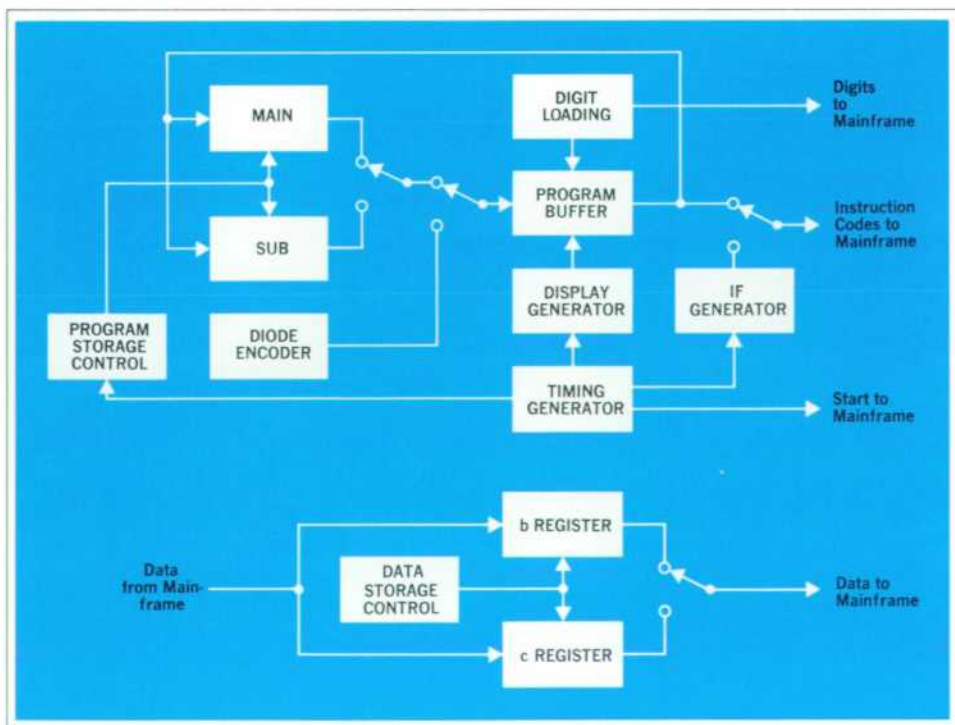 MAIN
SUB
PROGRAM
STORAGE
CONTROL
DIODE
ENCODER
DIGIT
LOADING
PROGRAM
BUFFER
DISPLAY
GENERATOR
TIMING
GENERATOR
IF
GENERATOR
Digits
to
Mainframe
Instruction
Codes to
Mainframe
Start to
Mainframe
Data
from Main-
frame
DATA
STORAGE
CONTROL
b REGISTER
c REGISTER
Data to
Mainframe